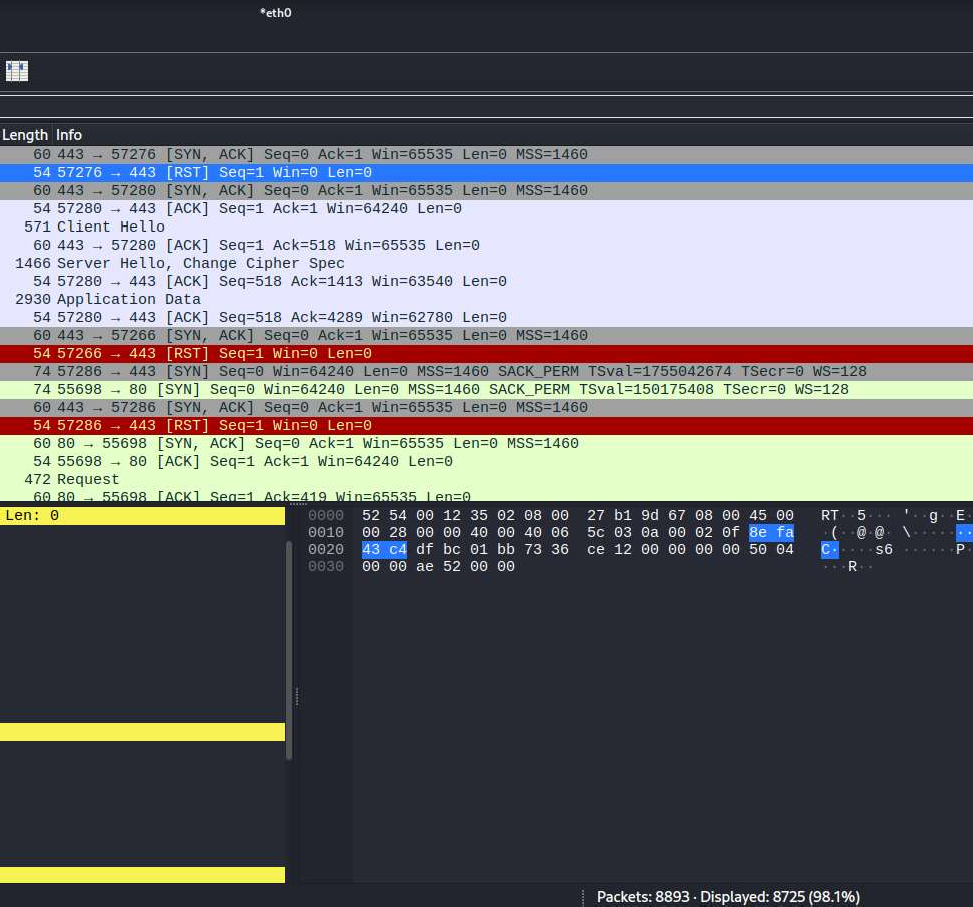 *eth0
Length Info
60 443 → 57276 [SYN, ACK] Seq=0 Ack=1 Win=65535 Len=0 MSS=1460
54 57276 → 443 [RST] Seq=1 Win=0 Len=0
60 443 → 57280 [SYN, ACK] Seq=0 Ack=1 Win=65535 Len=0 MSS=1460
54 57280 → 443 [ACK] Seq=1 Ack=1 Win=64240 Len=0
571 Client Hello
60 443 → 57280 [ACK] Seq=1 Ack=518 Win=65535 Len=0
1466 Server Hello, Change Cipher Spec
54 57280 → 443 [ACK] Seq=518 Ack=1413 Win=63540 Len=0
2930 Application Data
54 57280 → 443 [ACK] Seq=518 Ack=4289 Win=62780 Len=0
60 443 → 57266 [SYN, ACK] Seq=0 Ack=1 Win=65535 Len=0 MSS=1460
54 57266 → 443 [RST] Seq=1 Win=0 Len=0
74 57286 → 443 [SYN] Seq=0 Win=64240 Len=0 MSS=1460 SACK_PERM TSval=1755042674 TSecr=0 WS=128
74 55698 → 80 [SYN] Seq=0 Win=64240 Len=0 MSS=1460 SACK_PERM TSval=150175408 TSecr=0 WS=128
60 443 → 57286 [SYN, ACK] Seq=0 Ack=1 Win=65535 Len=0 MSS=1460
54 57286 → 443 [RST] Seq=1 Win=0 Len=0
60 80 → 55698 [SYN, ACK] Seq=0 Ack=1 Win=65535 Len=0 MSS=1460
54 55698 → 80 [ACK] Seq=1 Ack=1 Win=64240 Len=0
472 Request
60 80 → 55698 [ACK] Seq=1 Ack=419 Win=65535 Len=0
Len: 0
0000 52 54 00 12 35 02 08 00 27 b1 9d 67 08 00 45 00 RT··5··· '··g··E·
0010 00 28 00 00 40 00 40 06 5c 03 0a 00 02 0f 8e fa ·(··@·@· \·······
0020 43 c4 df bc 01 bb 73 36 ce 12 00 00 00 00 50 04 C·····s6 ······P·
0030 00 00 ae 52 00 00 ···R··
Packets: 8893 · Displayed: 8725 (98.1%)